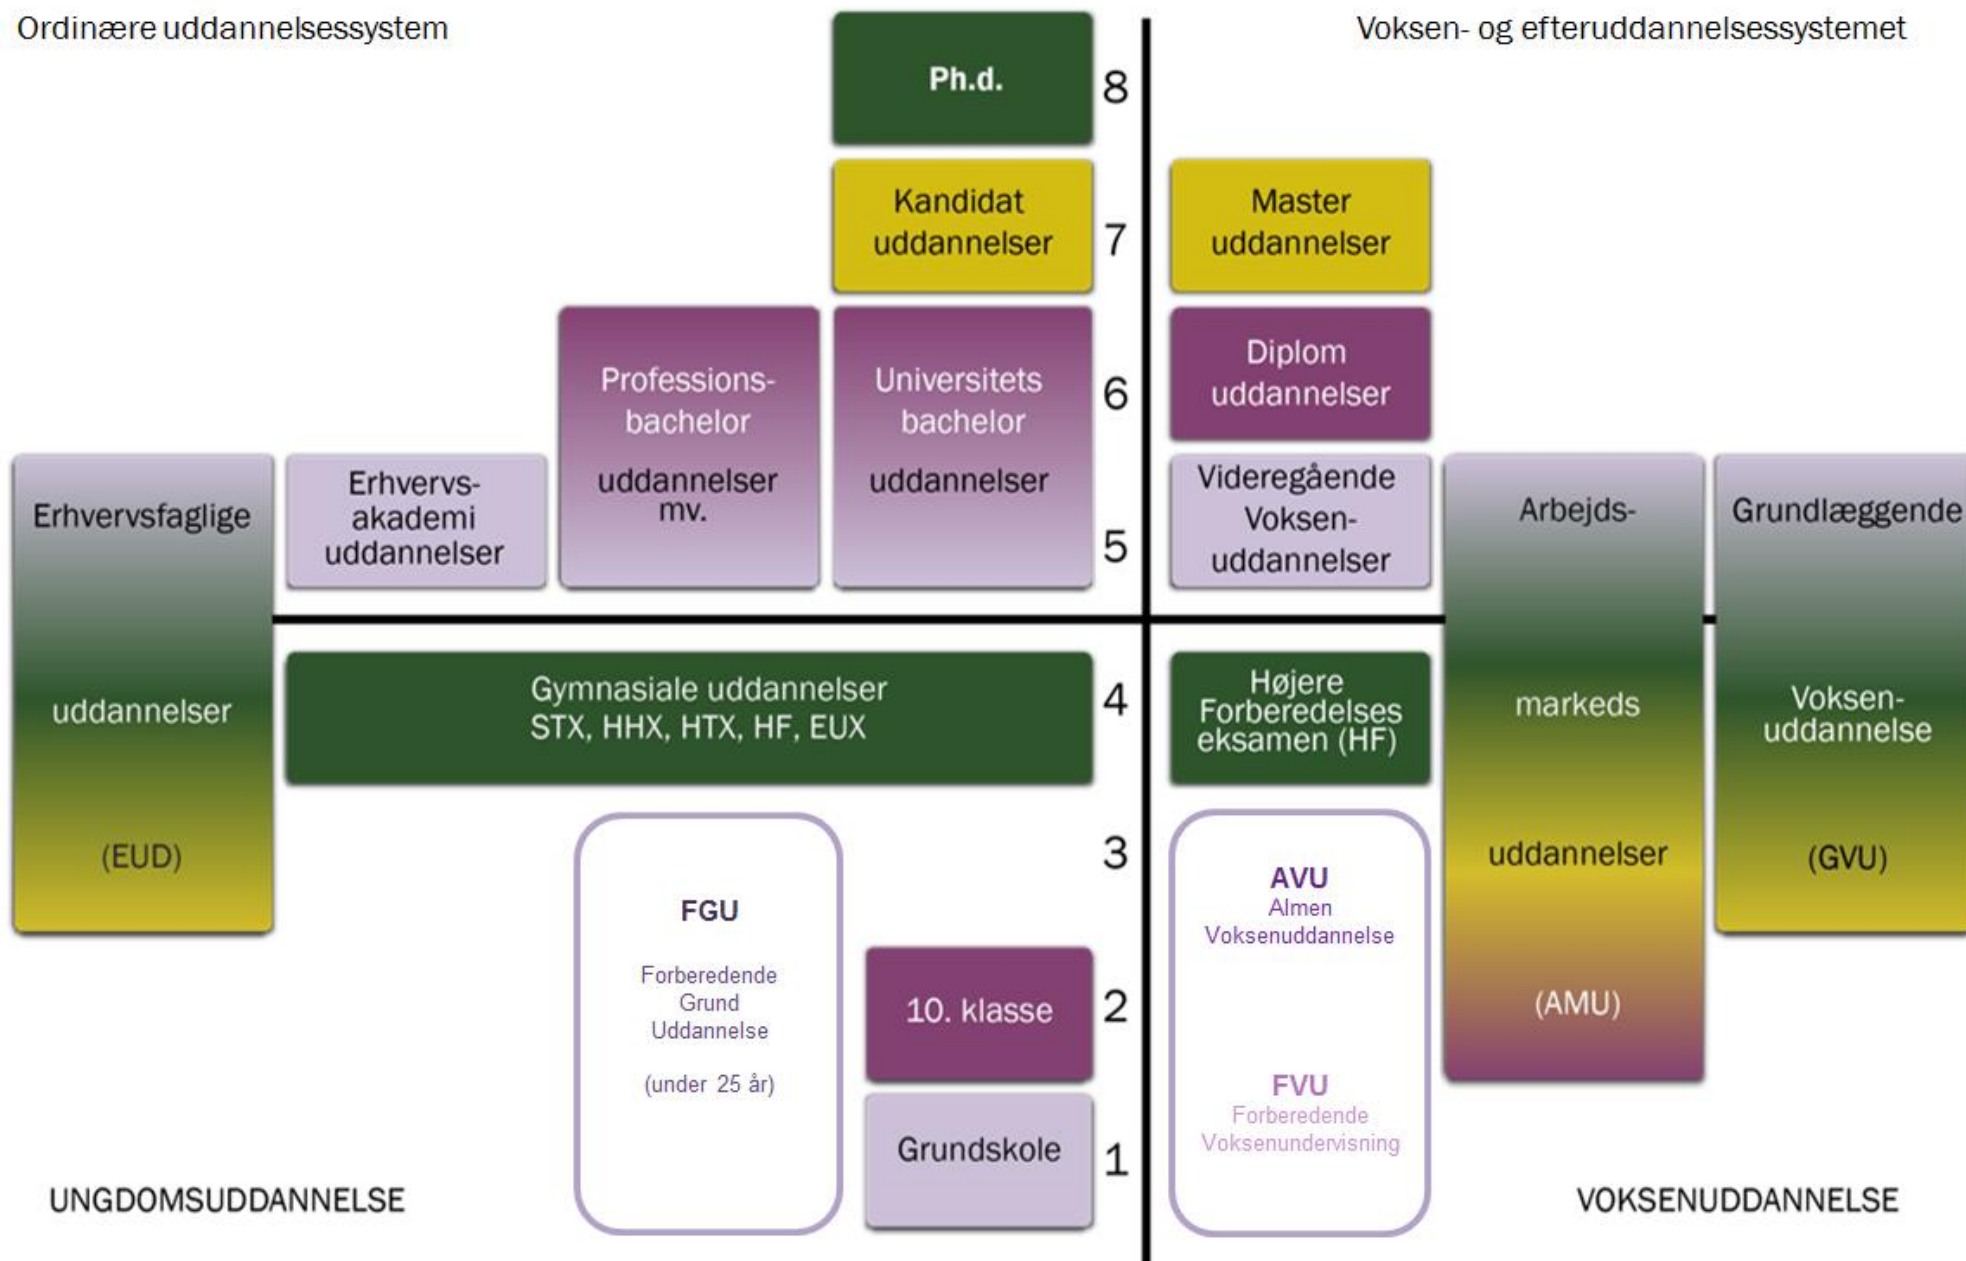 Ordinære uddannelsessystem
Voksen- og efteruddannelsessystemet
Ph.d.
8
Kandidat
uddannelser
7
Master
uddannelser
Professions-
bachelor
uddannelser
mv.
Universitets
bachelor
uddannelser
6
Diplom
uddannelser
Erhvervsfaglige
uddannelser
(EUD)
Erhvervs-
akademi
uddannelser
5
Videregående
Voksen-
uddannelser
Arbejds-
markeds
uddannelser
(AMU)
Grundlæggende
Voksen-
uddannelse
(GVU)
Gymnasiale uddannelser
STX, HHX, HTX, HF, EUX
4
Højere
Forberedelses
eksamen (HF)
3
FGU
Forberedende
Grund
Uddannelse
(under 25 år)
AVU
Almen
Voksenuddannelse
10. klasse
2
FVU
Forberedende
Voksenundervisning
Grundskole
1
UNGDOMSUDDANNELSE
VOKSENUDDANNELSE